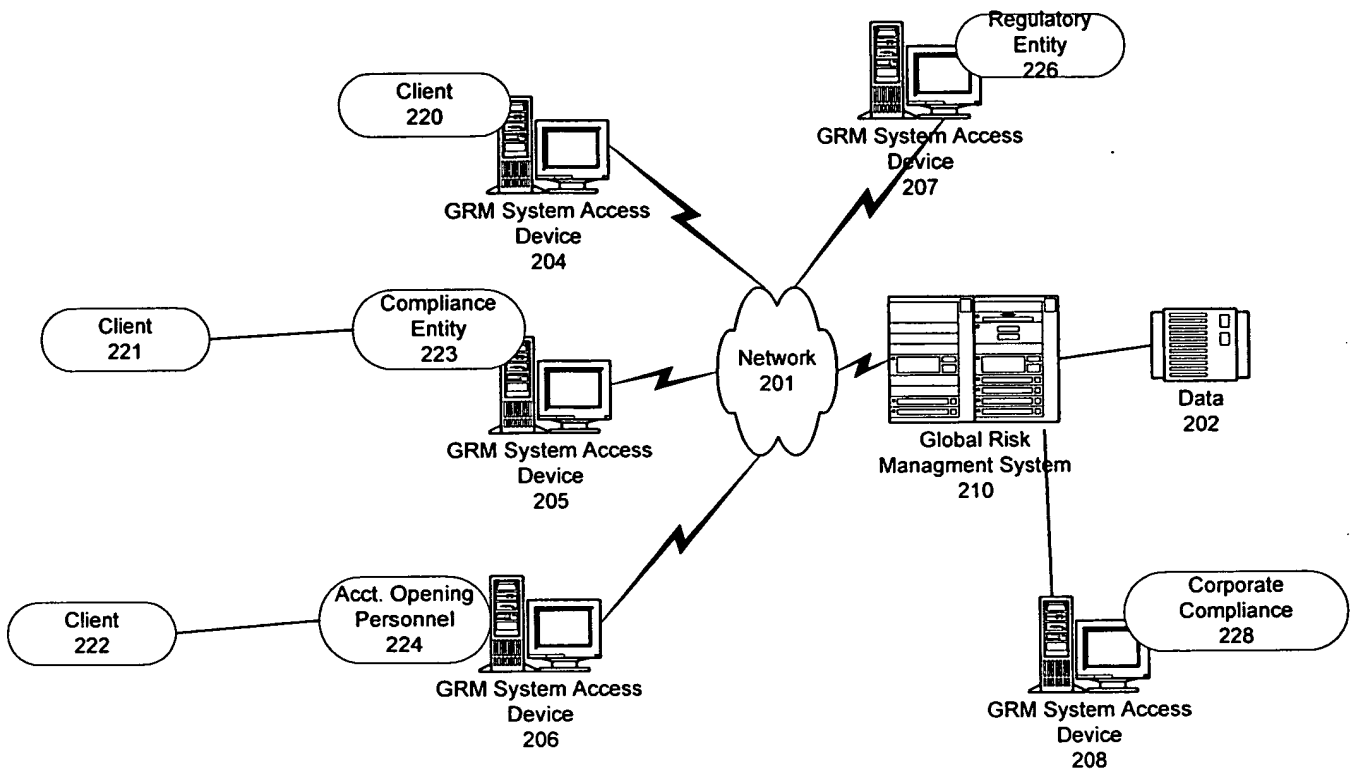 Regulatory
Entity
226
Client
220
GRM System Access
Device
207
GRM System Access
Device
204
Client
221
Compliance
Entity
223
Network
201
Data
202
GRM System Access
Device
205
Global Risk
Managment System
210
Client
222
Acct. Opening
Personnel
224
Corporate
Compliance
228
GRM System Access
Device
206
GRM System Access
Device
208